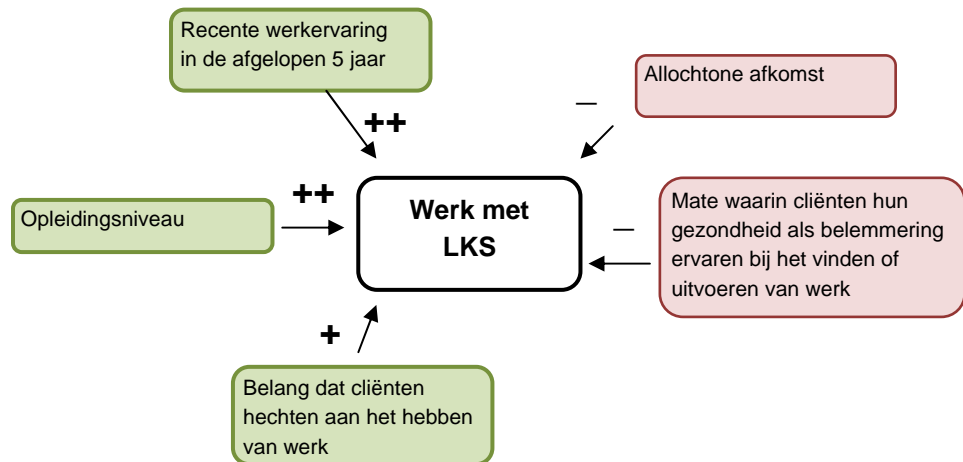 Recente werkervaring
in de afgelopen 5 jaar
Allochtone afkomst
++
–
Opleidingsniveau
++
Werk met
LKS
–
Mate waarin cliënten hun
gezondheid als belemmering
ervaren bij het vinden of
uitvoeren van werk
+
Belang dat cliënten
hechten aan het hebben
van werk